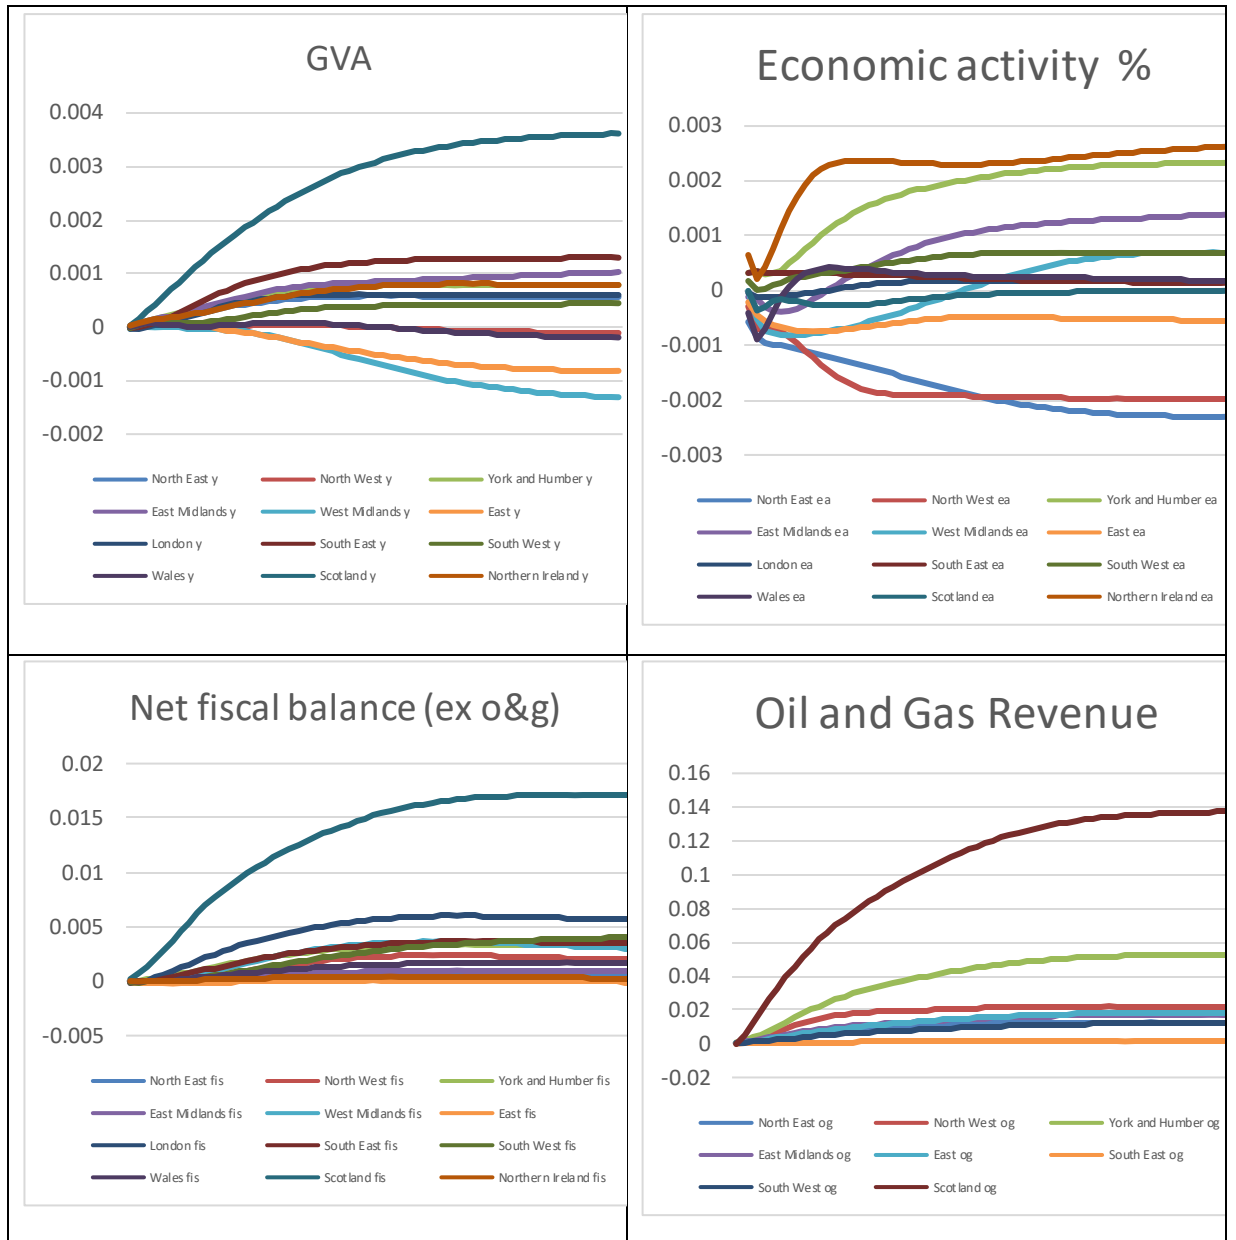 GVA
0.004
0.003
0.002
0.001
0
-0.001
-0.002
North East y North West y York and Humber y
East Midlands y West Midlands y East y
London y South East y South West y
Wales y Scotland y Northern Ireland y
Economic activity %
0.003
0.002
0.001
0
-0.001
-0.002
-0.003
North East ea North West ea York and Humber ea
East Midlands ea West Midlands ea East ea
London ea South East ea South West ea
Wales ea Scotland ea Northern Ireland ea
Net fiscal balance (ex o&g)
0.02
0.015
0.01
0.005
0
-0.005
North East fis North West fis York and Humber fis
East Midlands fis West Midlands fis East fis
London fis South East fis South West fis
Wales fis Scotland fis Northern Ireland fis
Oil and Gas Revenue
0.16
0.14
0.12
0.1
0.08
0.06
0.04
0.02
0
-0.02
North East og North West og York and Humber og
East Midlands og East og South East og
South West og Scotland og